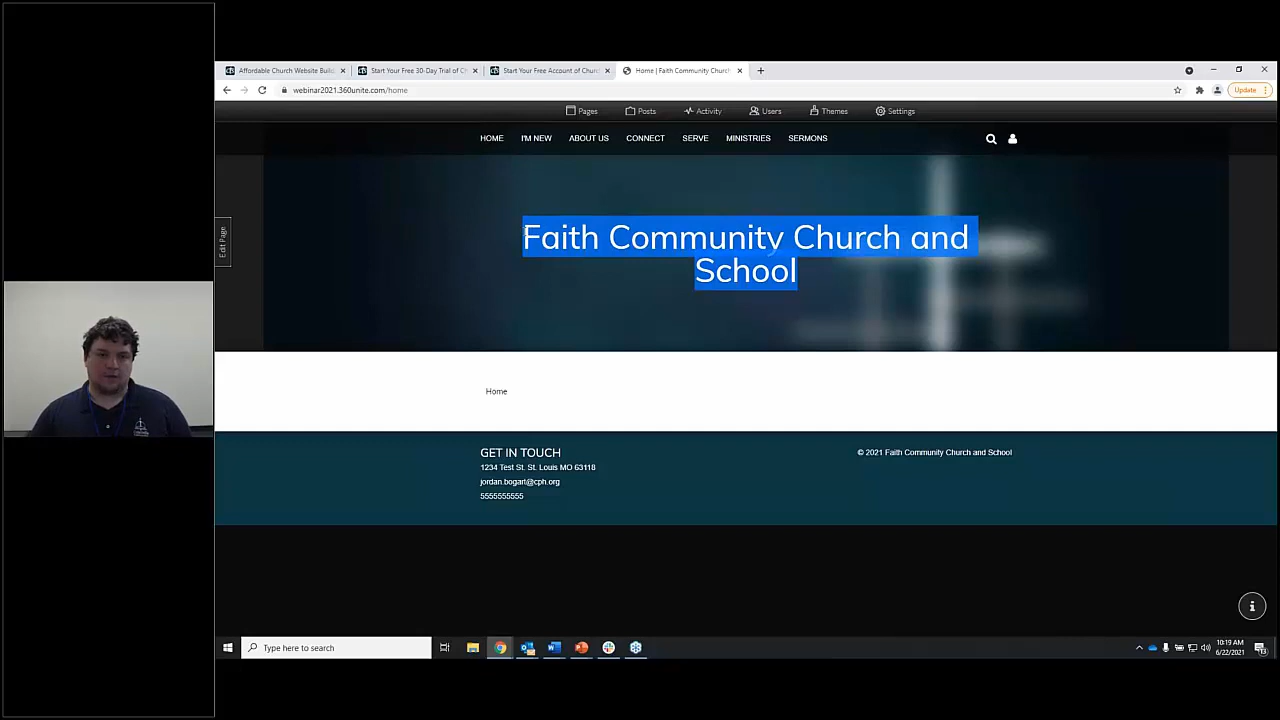 Affordable Church Website Build
Start Your Free 30-Day Trial of Ch
Start Your Free Account of Churc
Home | Faith Community Church
webinar2021.360unite.com/home
Update
Pages
Posts
Activity
Users
Themes
Settings
HOME
I'M NEW
ABOUT US
CONNECT
SERVE
MINISTRIES
SERMONS
Edit Page
Faith Community Church and
School
Home
GET IN TOUCH
1234 Test St. St. Louis MO 63118
jordan.bogart@cph.org
5555555555
© 2021 Faith Community Church and School
Type here to search
10:19 AM
6/22/2021